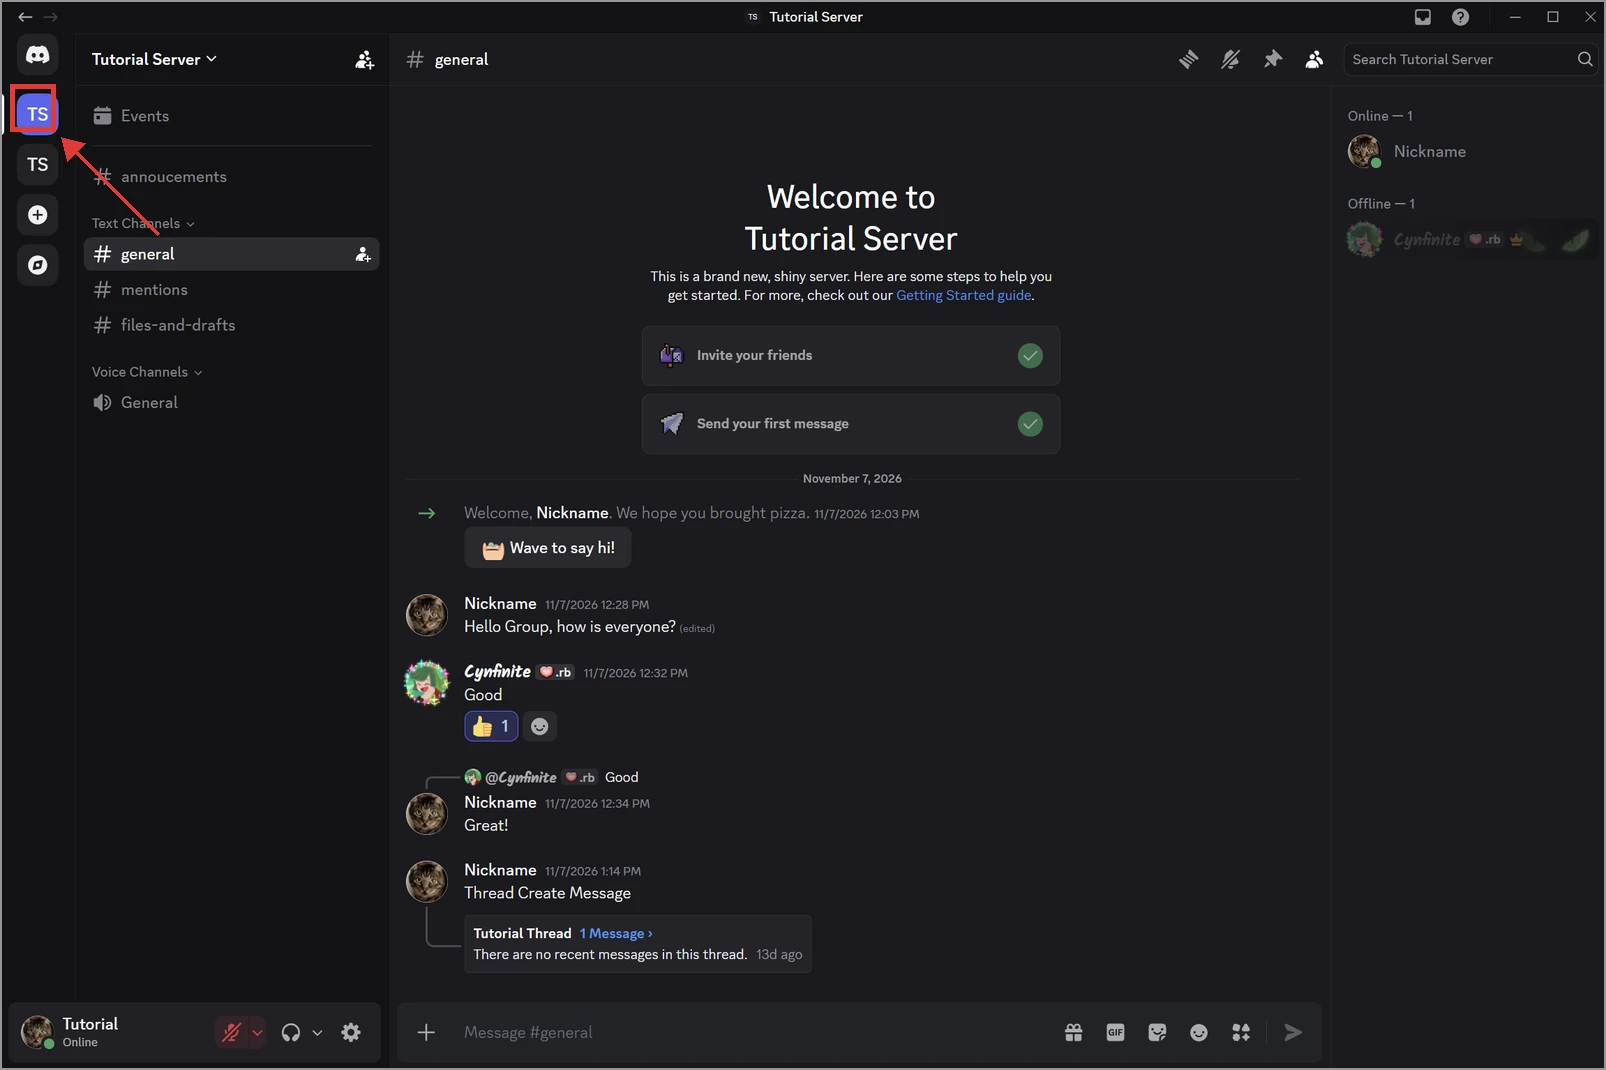 TS Tutorial Server
Tutorial Server
# general
Search Tutorial Server
TS
TS
Events
# annoucements
Text Channels
# general
# mentions
# files-and-drafts
Voice Channels
General
Welcome to
Tutorial Server
This is a brand new, shiny server. Here are some steps to help you
get started. For more, check out our Getting Started guide.
Invite your friends
Send your first message
November 7, 2026
Welcome, Nickname. We hope you brought pizza. 11/7/2026 12:03 PM
Wave to say hi!
Nickname 11/7/2026 12:28 PM
Hello Group, how is everyone? (edited)
Cynfinite .rb 11/7/2026 12:32 PM
Good
👍 1
@Cynfinite .rb Good
Nickname 11/7/2026 12:34 PM
Great!
Nickname 11/7/2026 1:14 PM
Thread Create Message
Tutorial Thread 1 Message ›
There are no recent messages in this thread. 13d ago
Online — 1
Nickname
Offline — 1
Cynfinite .rb
Tutorial
Online
Message #general
GIF